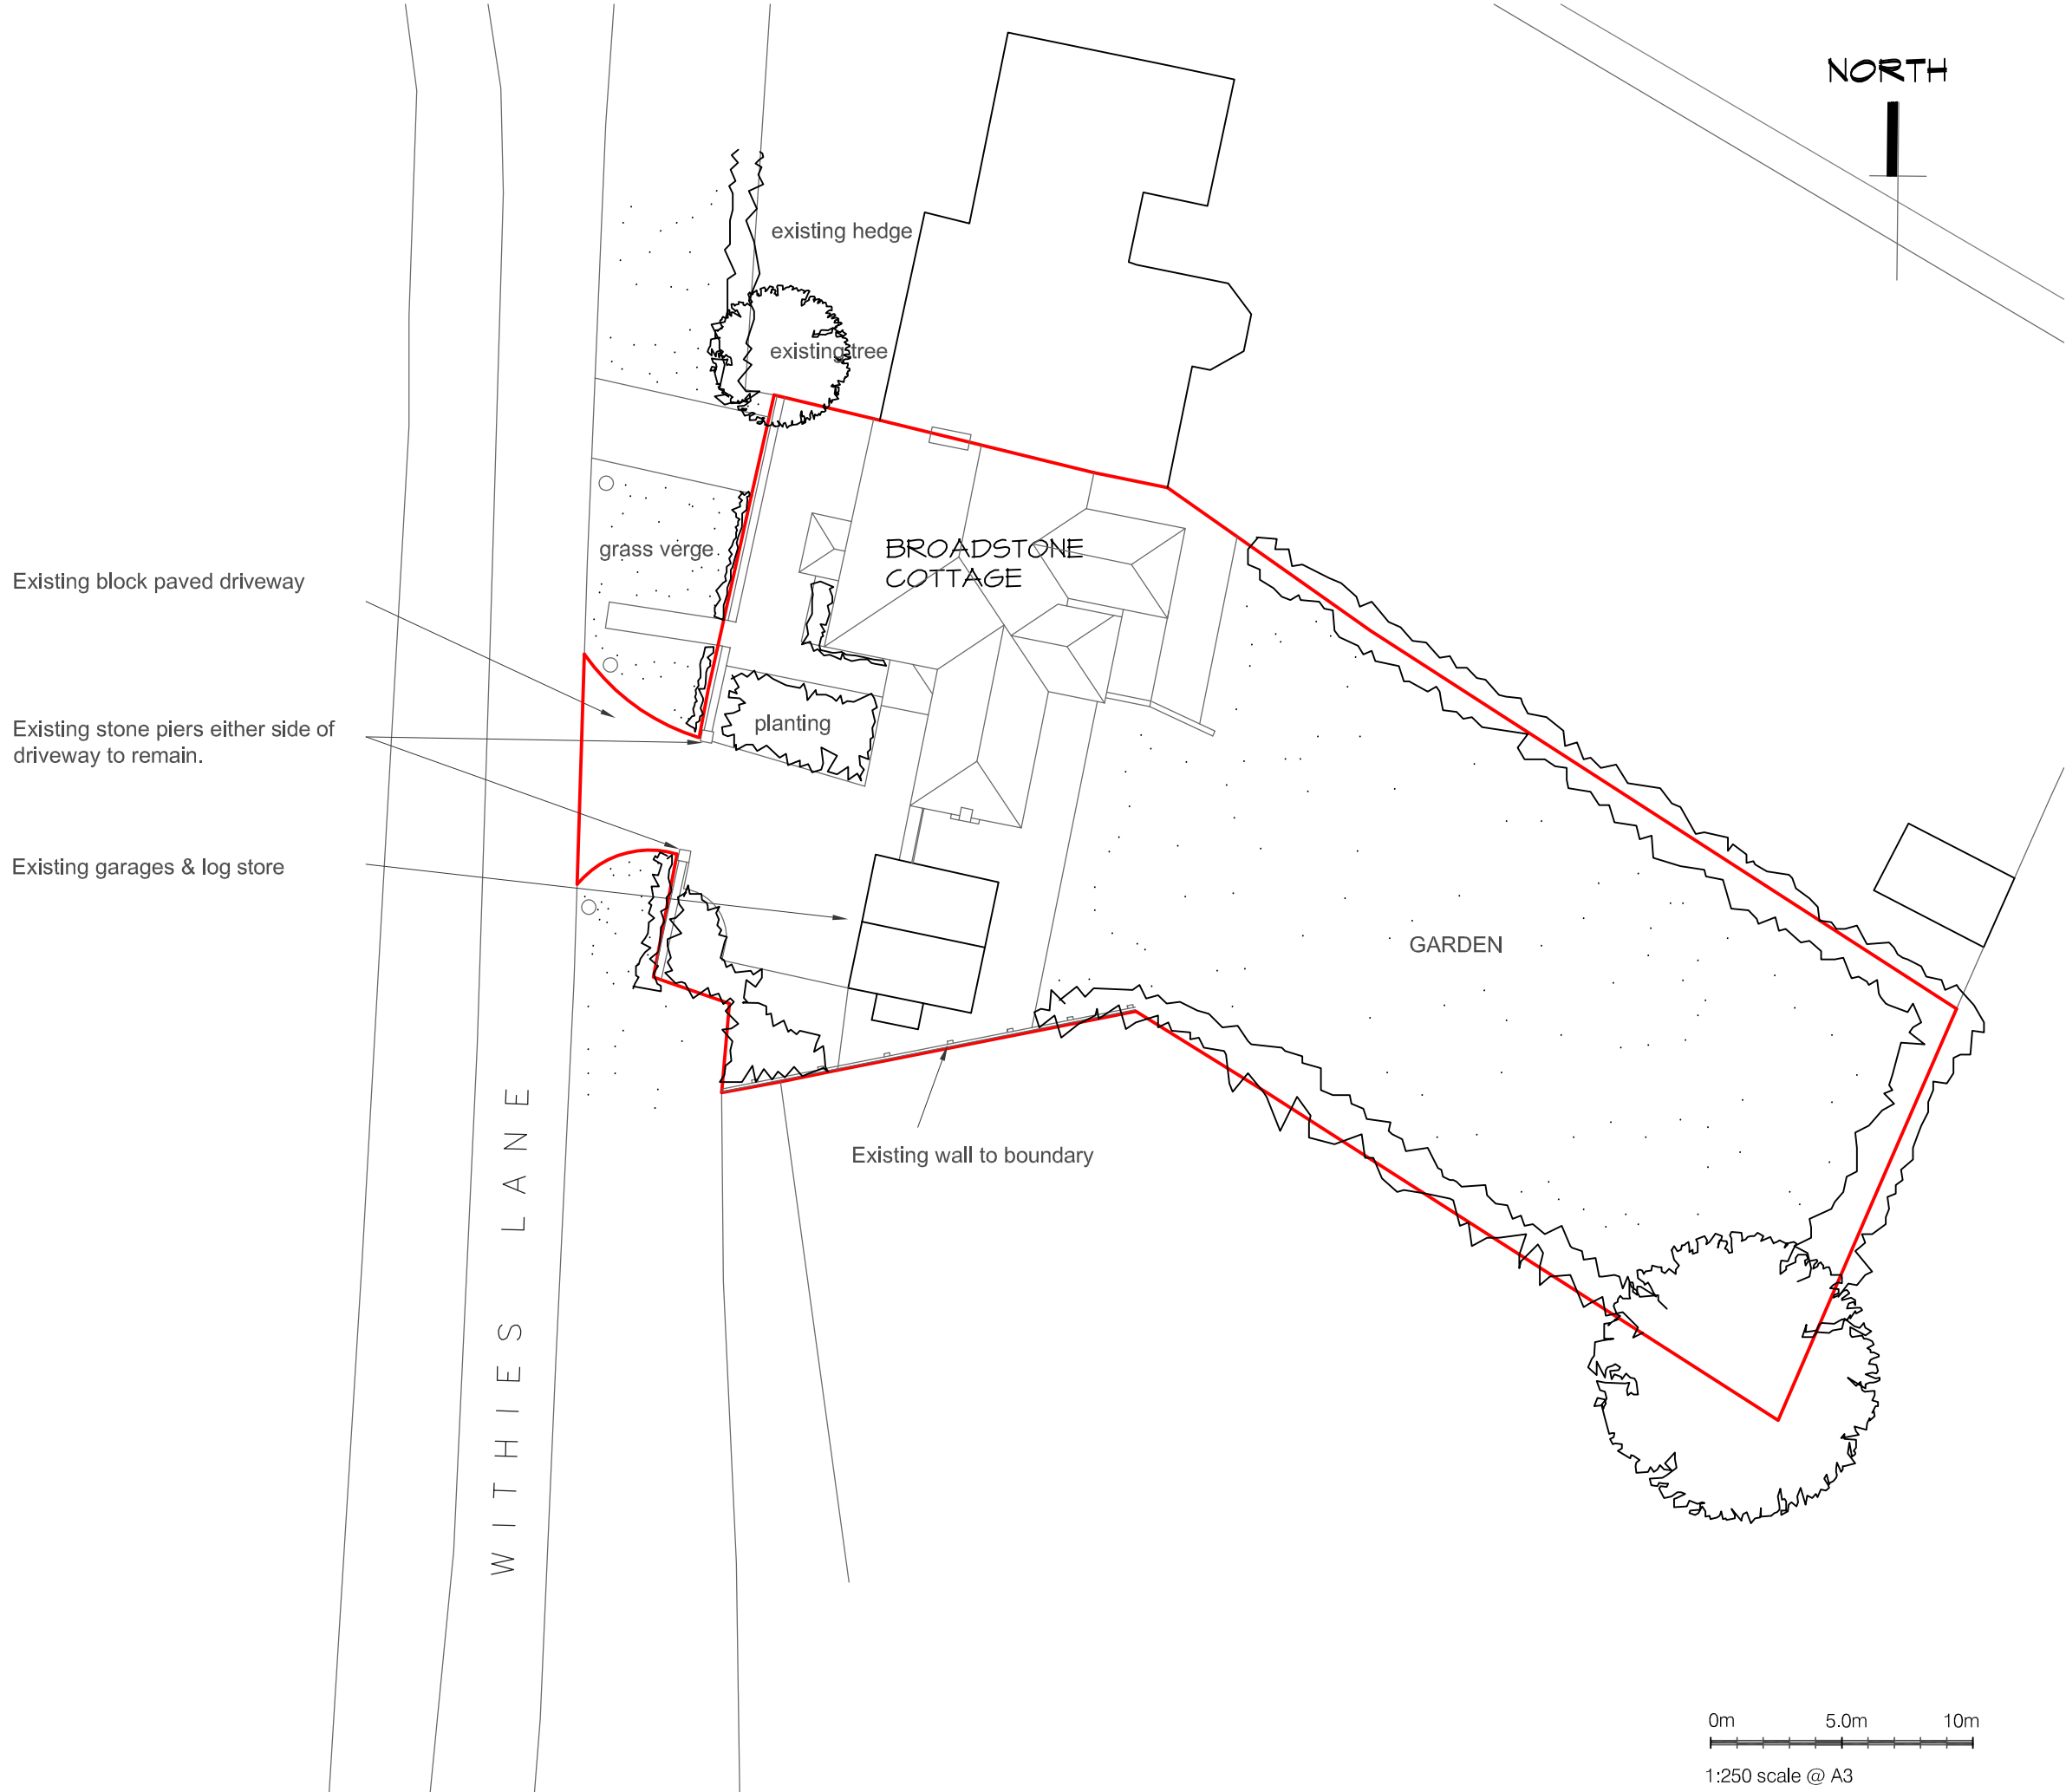 NORTH
existing hedge
existing tree
grass verge
BROADSTONE
COTTAGE
Existing block paved driveway
planting
Existing stone piers either side of
driveway to remain.
Existing garages & log store
GARDEN
Existing wall to boundary
WITHIES LANE
0m 5.0m 10m
1:250 scale @ A3